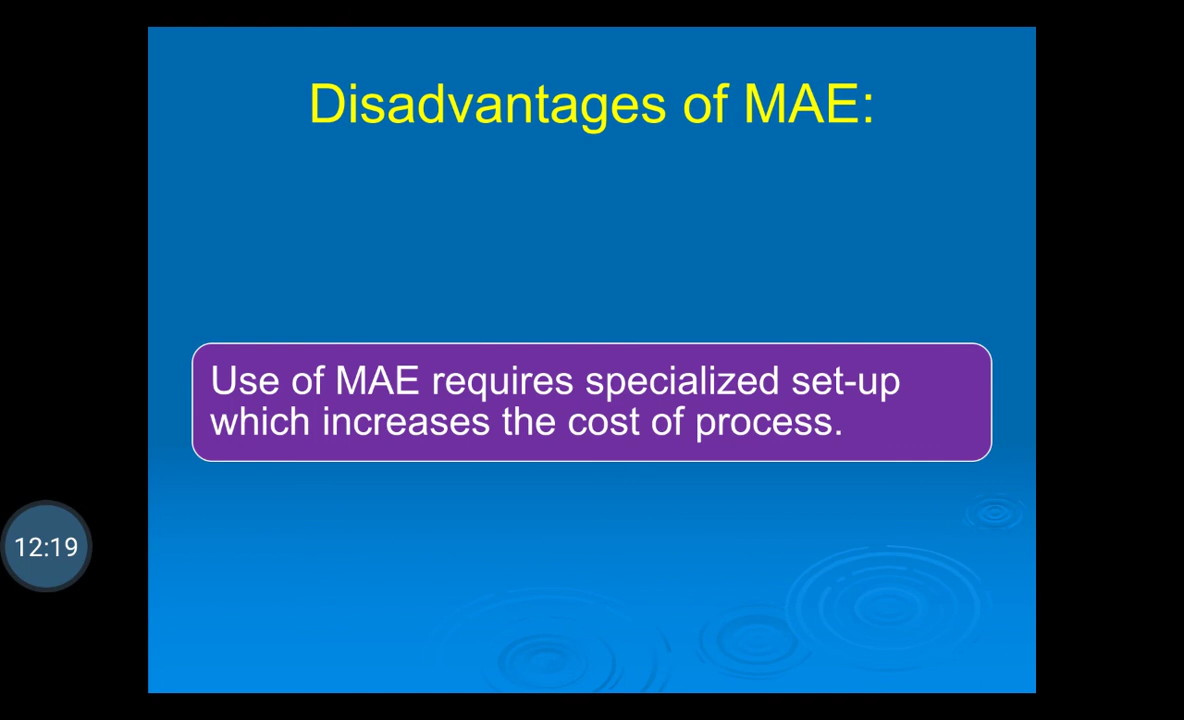 Disadvantages of MAE:
Use of MAE requires specialized set-up
which increases the cost of process.
12:19